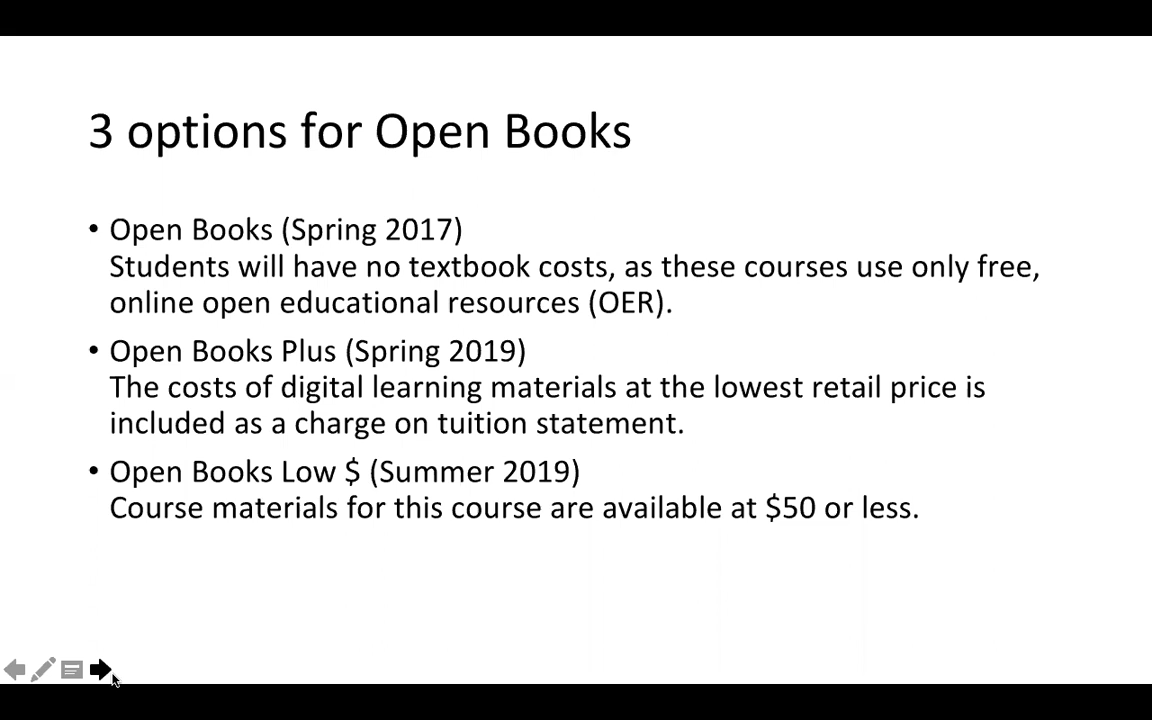 3 options for Open Books
• Open Books (Spring 2017)
Students will have no textbook costs, as these courses use only free,
online open educational resources (OER).
• Open Books Plus (Spring 2019)
The costs of digital learning materials at the lowest retail price is
included as a charge on tuition statement.
• Open Books Low $ (Summer 2019)
Course materials for this course are available at $50 or less.